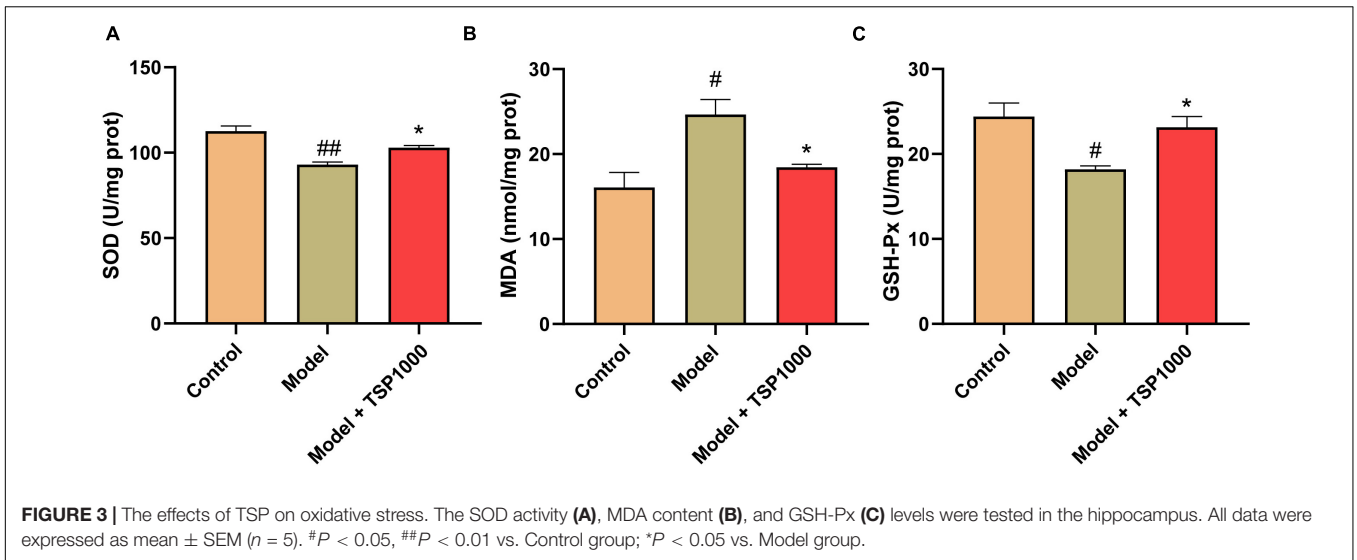 A
SOD (U/mg prot)
150
100
50
0
##
*
Control
Model
Model + TSP1000
B
MDA (nmol/mg prot)
30
20
10
0
#
*
Control
Model
Model + TSP1000
C
GSH-Px (U/mg prot)
30
20
10
0
#
*
Control
Model
Model + TSP1000
FIGURE 3 | The effects of TSP on oxidative stress. The SOD activity (A), MDA content (B), and GSH-Px (C) levels were tested in the hippocampus. All data were
expressed as mean ± SEM (n = 5). #P < 0.05, ##P < 0.01 vs. Control group; *P < 0.05 vs. Model group.